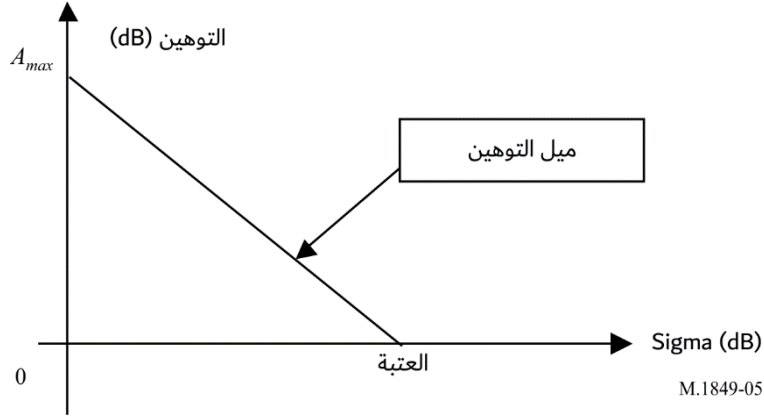 التوهين (dB)
A_max
ميل التوهين
Sigma (dB)
العتبة
0
M.1849-05